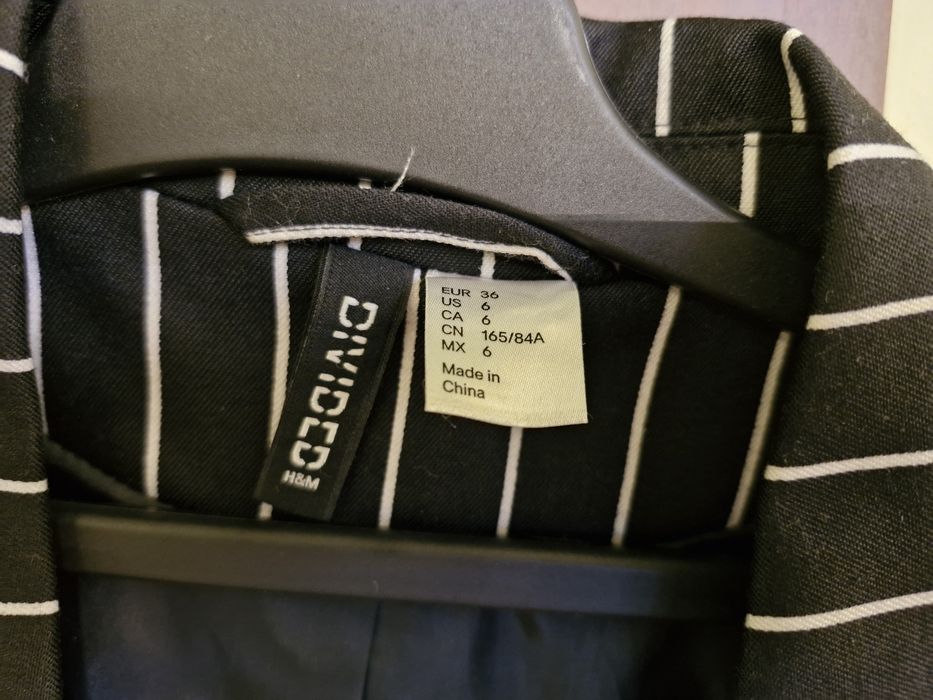 DIVIDED
H&M
EUR 36
US 6
CA 6
CN 165/84A
MX 6
Made in
China